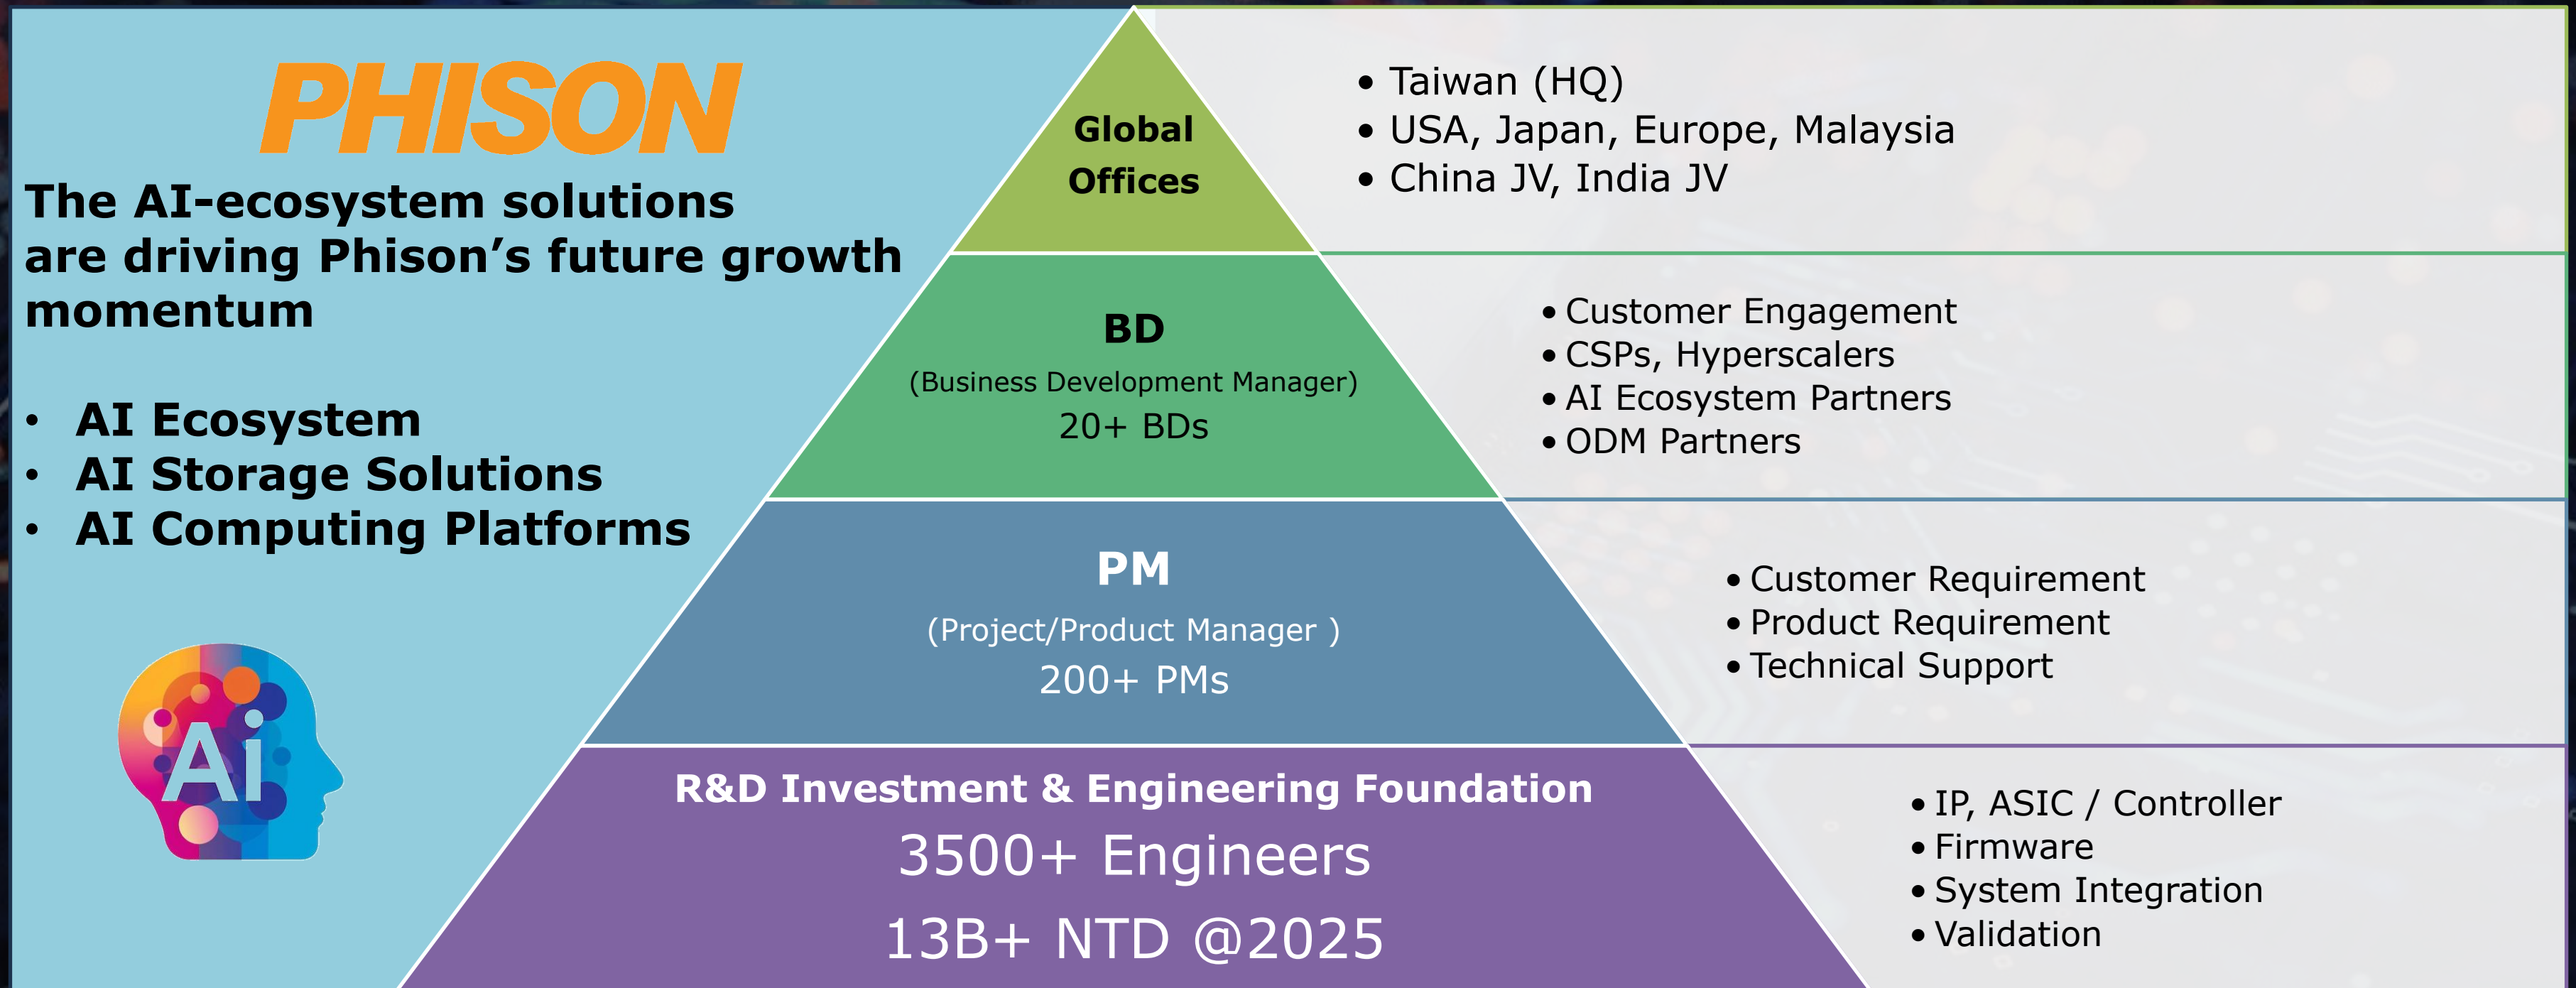 PHISON
The AI-ecosystem solutions
are driving Phison’s future growth
momentum
• AI Ecosystem
• AI Storage Solutions
• AI Computing Platforms
Ai
Global
Offices
• Taiwan (HQ)
• USA, Japan, Europe, Malaysia
• China JV, India JV
BD
(Business Development Manager)
20+ BDs
• Customer Engagement
• CSPs, Hyperscalers
• AI Ecosystem Partners
• ODM Partners
PM
(Project/Product Manager )
200+ PMs
• Customer Requirement
• Product Requirement
• Technical Support
R&D Investment & Engineering Foundation
3500+ Engineers
13B+ NTD @2025
• IP, ASIC / Controller
• Firmware
• System Integration
• Validation